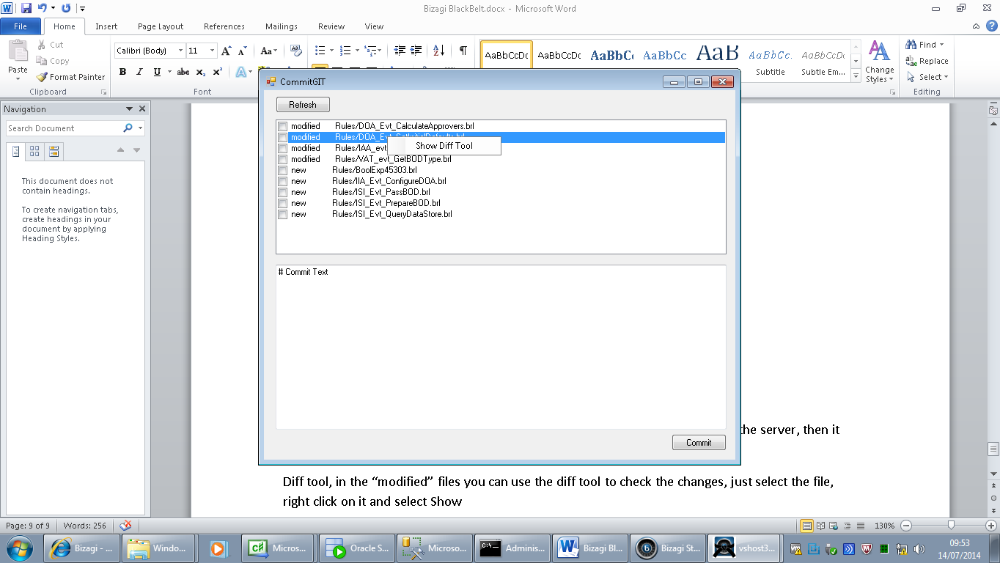 Bizagi BlackBelt.docx - Microsoft Word
File Home Insert Page Layout References Mailings Review View
Paste
Cut
Copy
Format Painter
Clipboard
Calibri (Body) 11
Font
AaBbCcDc AaBbCcDc AaBbCc AaBbCc AaB AaBbCc. AaBbCcDc
Subtitle Subtle Em...
Change Styles
Find
Replace
Select
Editing
Navigation
Search Document
This document does not
contain headings.
To create navigation tabs,
create headings in your
document by applying
Heading Styles.
CommitGIT
Refresh
modified Rules/DOA_Evt_CalculateApprovers.brl
modified Rules/DOA_Evt_GetInitialDefaults.brl
Show Diff Tool
modified Rules/IAA_evt
modified Rules/VAT_evt_GetBODType.brl
new Rules/BoolExp45303.brl
new Rules/IIA_Evt_ConfigureDOA.brl
new Rules/ISI_Evt_PassBOD.brl
new Rules/ISI_Evt_PrepareBOD.brl
new Rules/ISI_Evt_QueryDataStore.brl
# Commit Text
Commit
the server, then it
Diff tool, in the “modified” files you can use the diff tool to check the changes, just select the file,
right click on it and select Show
Page: 9 of 9 Words: 256 130%
Bizagi - ... Windo... Micros... Oracle S... Microso... Adminis... Bizagi Bl... Bizagi St... vshost3...
09:53
14/07/2014